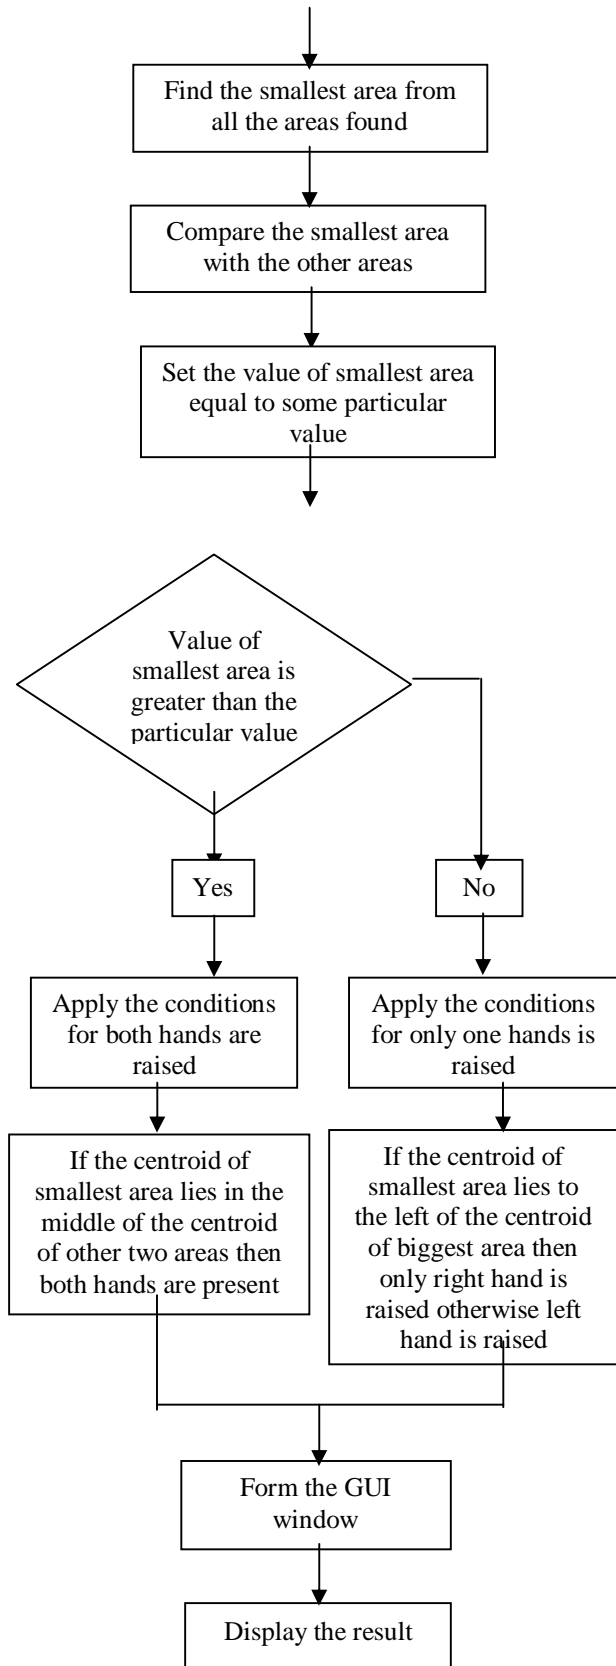 Find the smallest area from
all the areas found
Compare the smallest area
with the other areas
Set the value of smallest area
equal to some particular
value
Value of
smallest area is
greater than the
particular value
Yes
No
Apply the conditions
for both hands are
raised
Apply the conditions
for only one hands is
raised
If the centroid of
smallest area lies in the
middle of the centroid
of other two areas then
both hands are present
If the centroid of
smallest area lies to
the left of the centroid
of biggest area then
only right hand is
raised otherwise left
hand is raised
Form the GUI
window
Display the result